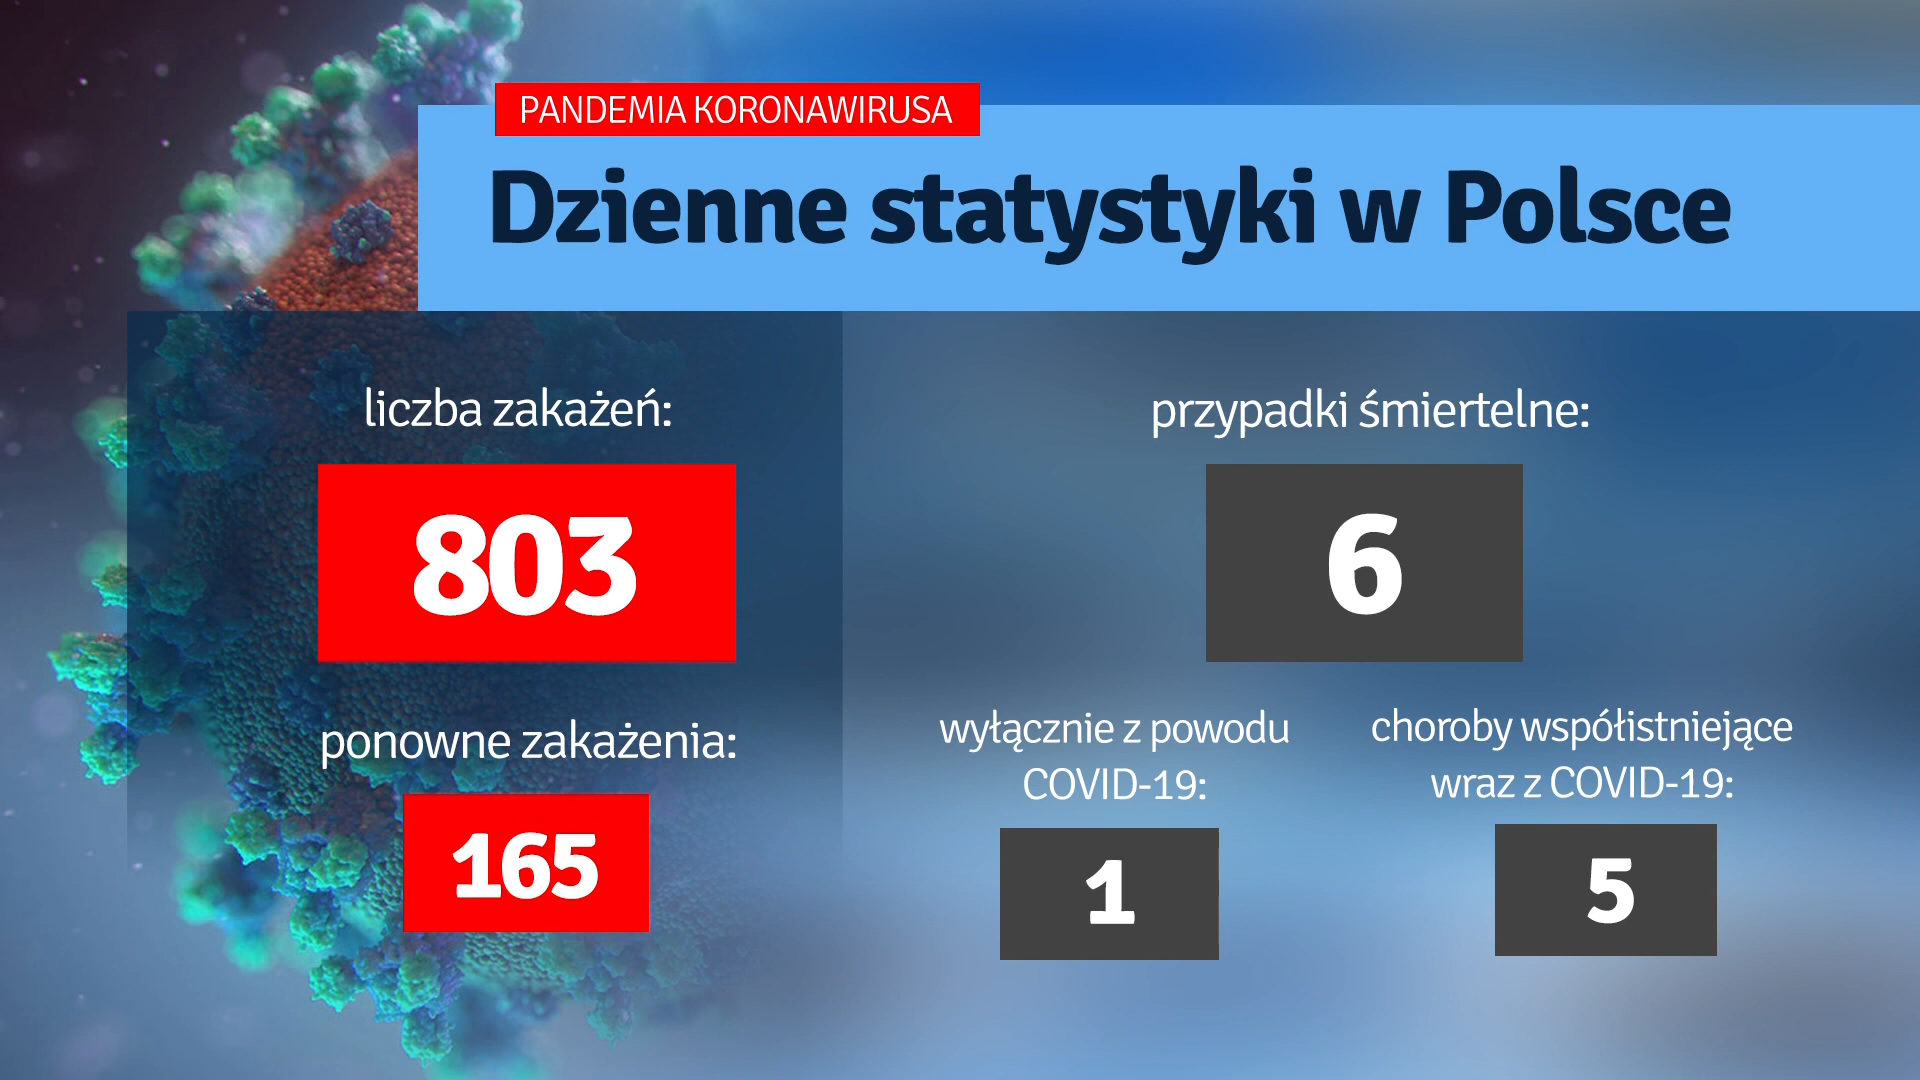 PANDEMIA KORONAWIRUSA
Dzienne statystyki w Polsce
liczba zakażeń:
803
ponowne zakażenia:
165
przypadki śmiertelne:
6
wyłącznie z powodu
COVID-19:
1
choroby współistniejące
wraz z COVID-19:
5